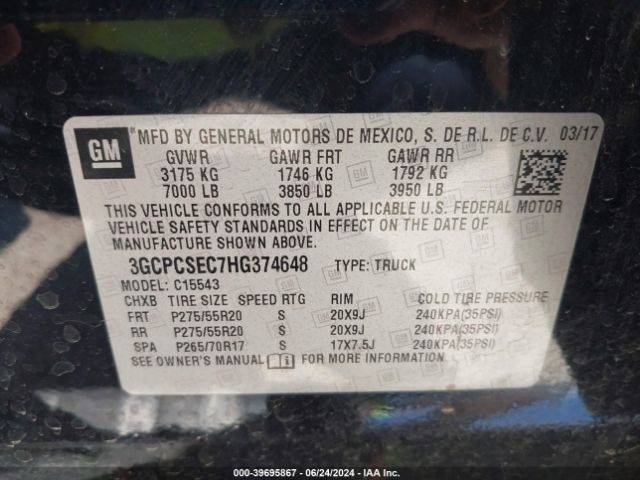 GM MFD BY GENERAL MOTORS DE MEXICO, S. DE R.L. DE C.V. 03/17
GVWR GAWR FRT GAWR RR
3175 KG 1746 KG 1792 KG
7000 LB 3850 LB 3950 LB
THIS VEHICLE CONFORMS TO ALL APPLICABLE U.S. FEDERAL MOTOR
VEHICLE SAFETY STANDARDS IN EFFECT ON THE DATE OF
MANUFACTURE SHOWN ABOVE.
3GCPCSEC7HG374648 TYPE: TRUCK
MODEL: C15543
CHXB TIRE SIZE SPEED RTG RIM COLD TIRE PRESSURE
FRT P275/55R20 S 20X9J 240KPA(35PSI)
RR P275/55R20 S 20X9J 240KPA(35PSI)
SPA P265/70R17 S 17X7.5J 240KPA(35PSI)
SEE OWNER'S MANUAL FOR MORE INFORMATION.
000-39695867 / 06/24/2024 / IAA Inc.